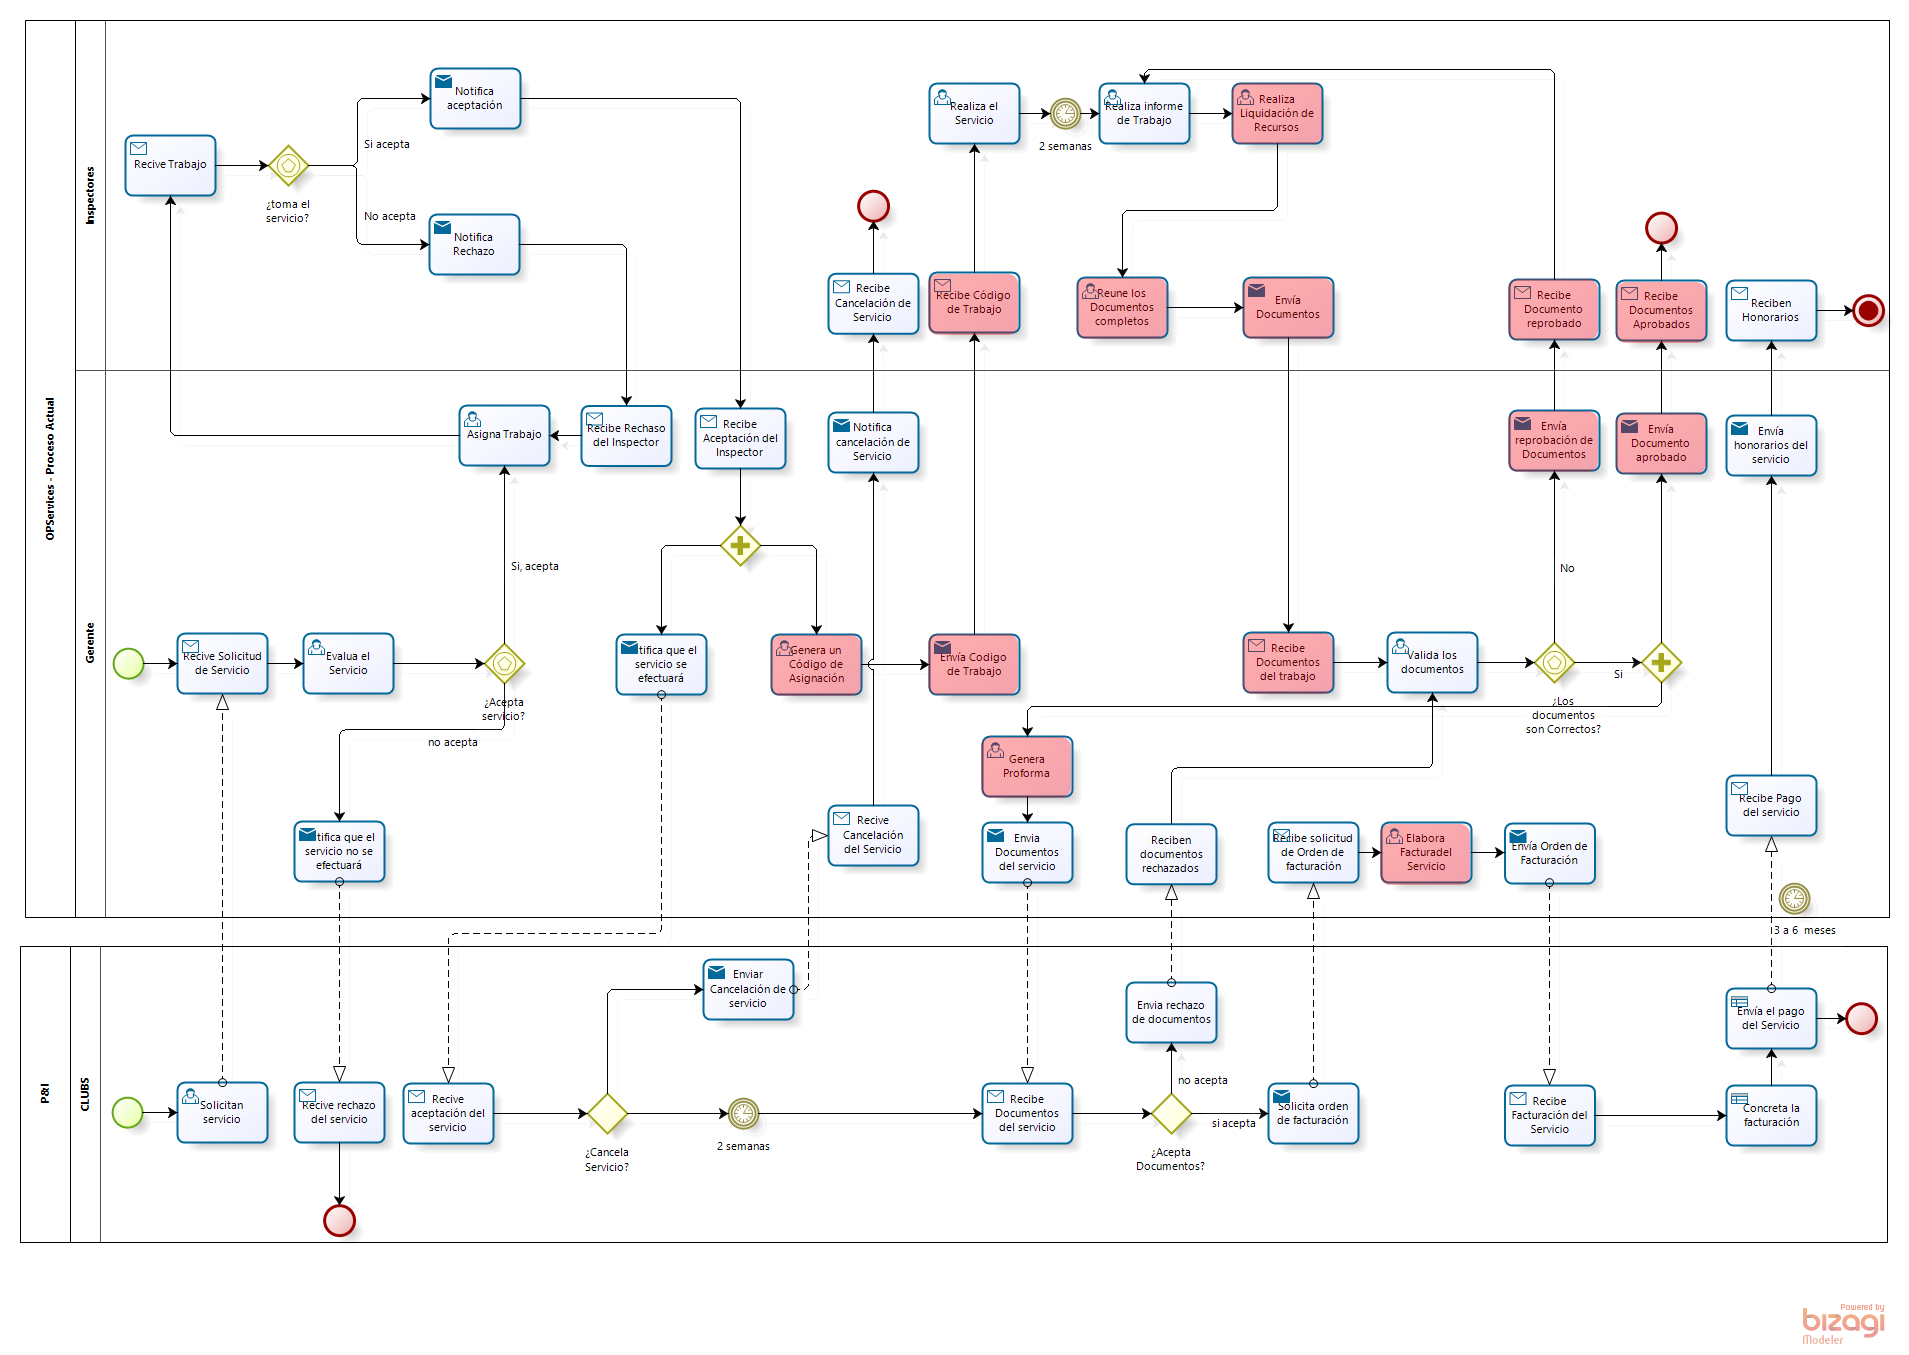 OPServices - Proceso Actual
Inspectores
Recive Trabajo
¿toma el
servicio?
Si acepta
No acepta
Notifica
aceptación
Notifica
Rechazo
Recibe
Cancelación de
Servicio
Recibe Código
de Trabajo
Realiza el
Servicio
2 semanas
Realiza informe
de Trabajo
Realiza
Liquidación de
Recursos
Reune los
Documentos
completos
Envía
Documentos
Recibe
Documento
reprobado
Recibe
Documentos
Aprobados
Reciben
Honorarios
Gerente
Asigna Trabajo
Recibe Rechaso
del Inspector
Recibe
Aceptación del
Inspector
Notifica
cancelación de
Servicio
Envía
reprobación de
Documentos
Envía
Documento
aprobado
Envía
honorarios del
servicio
Si, acepta
No
Recive Solicitud
de Servicio
Evalua el
Servicio
¿Acepta
servicio?
no acepta
tifica que el
servicio se
efectuará
Genera un
Código de
Asignación
Envía Codigo
de Trabajo
Recibe
Documentos
del trabajo
Valida los
documentos
¿Los
documentos
son Correctos?
Si
Genera
Proforma
tifica que el
servicio no se
efectuará
Recive
Cancelación
del Servicio
Envia
Documentos
del servicio
Reciben
documentos
rechazados
Recibe solicitud
de Orden de
facturación
Elabora
Facturadel
Servicio
Envía Orden de
Facturación
Recibe Pago
del servicio
3 a 6 meses
P&I
CLUBS
Solicitan
servicio
Recive rechazo
del servicio
Recive
aceptación del
servicio
¿Cancela
Servicio?
Enviar
Cancelación de
servicio
2 semanas
Recibe
Documentos
del servicio
¿Acepta
Documentos?
no acepta
si acepta
Envia rechazo
de documentos
Solicita orden
de facturación
Recibe
Facturación del
Servicio
Concreta la
facturación
Envía el pago
del Servicio
Powered by
bizagi
Modeler